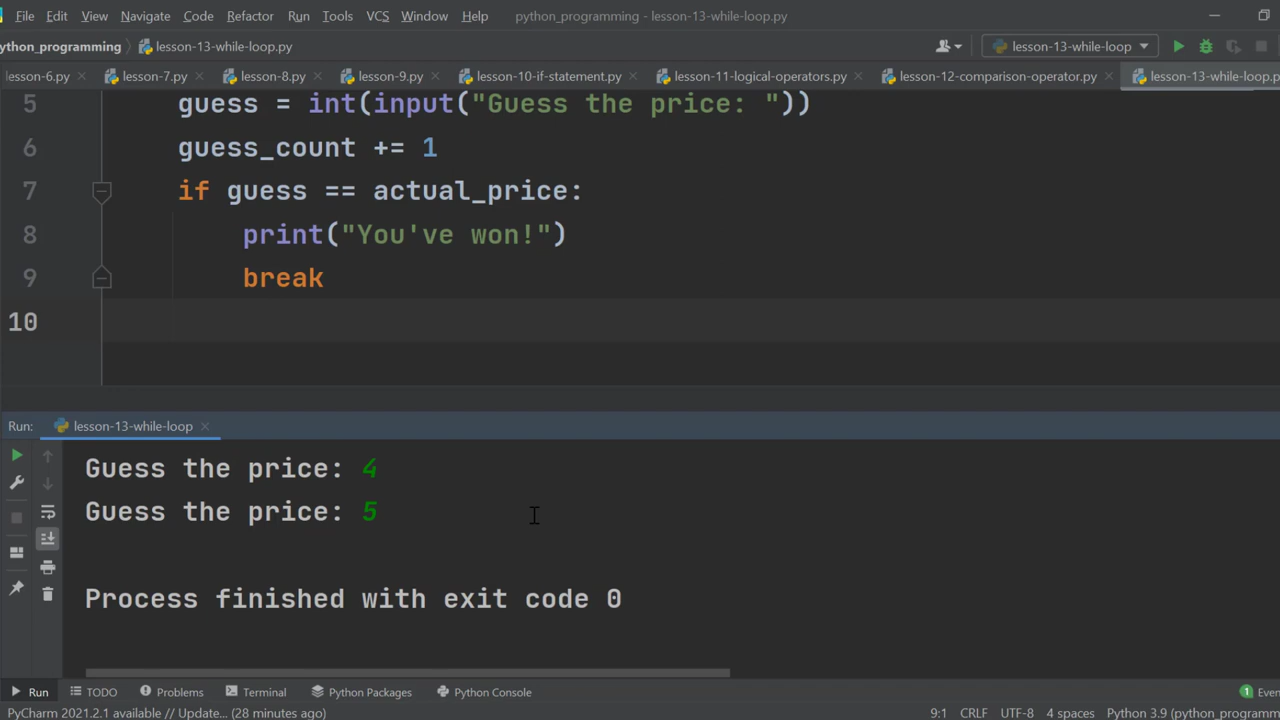 File Edit View Navigate Code Refactor Run Tools VCS Window Help python_programming - lesson-13-while-loop.py
ython_programming lesson-13-while-loop.py lesson-13-while-loop
lesson-6.py lesson-7.py lesson-8.py lesson-9.py lesson-10-if-statement.py lesson-11-logical-operators.py lesson-12-comparison-operator.py lesson-13-while-loop.p
5 guess = int(input("Guess the price: "))
6 guess_count += 1
7 if guess == actual_price:
8 print("You've won!")
9 break
10
Run: lesson-13-while-loop
Guess the price: 4
Guess the price: 5
Process finished with exit code 0
Run TODO Problems Terminal Python Packages Python Console 1 Even
PyCharm 2021.2.1 available // Update... (28 minutes ago) 9:1 CRLF UTF-8 4 spaces Python 3.9 (python_programm